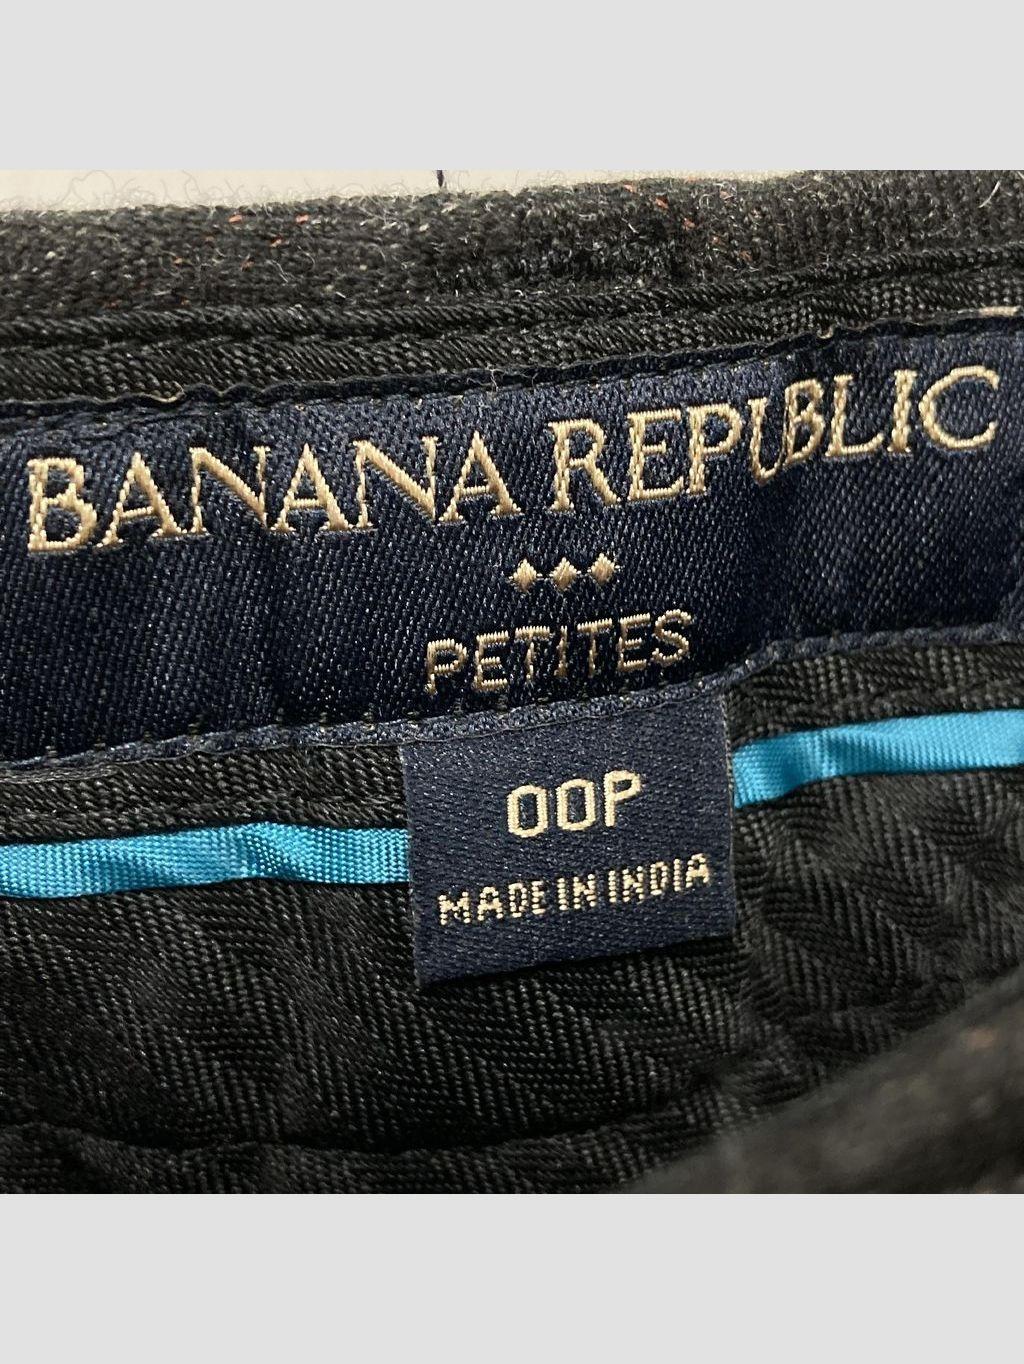 BANANA REPUBLIC
PETITES
00P
MADE IN INDIA